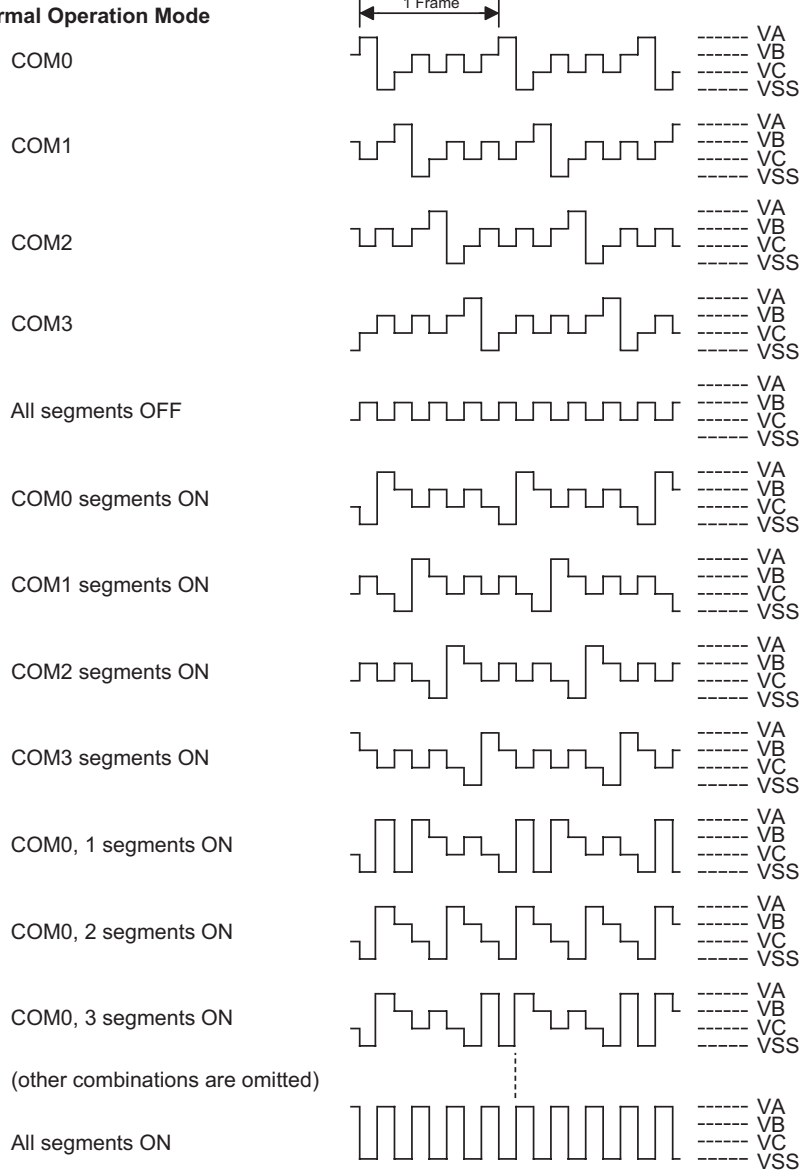 rmal Operation Mode
1 Frame
COM0
VA
VB
VC
VSS
COM1
VA
VB
VC
VSS
COM2
VA
VB
VC
VSS
COM3
VA
VB
VC
VSS
All segments OFF
VA
VB
VC
VSS
COM0 segments ON
VA
VB
VC
VSS
COM1 segments ON
VA
VB
VC
VSS
COM2 segments ON
VA
VB
VC
VSS
COM3 segments ON
VA
VB
VC
VSS
COM0, 1 segments ON
VA
VB
VC
VSS
COM0, 2 segments ON
VA
VB
VC
VSS
COM0, 3 segments ON
VA
VB
VC
VSS
(other combinations are omitted)
All segments ON
VA
VB
VC
VSS